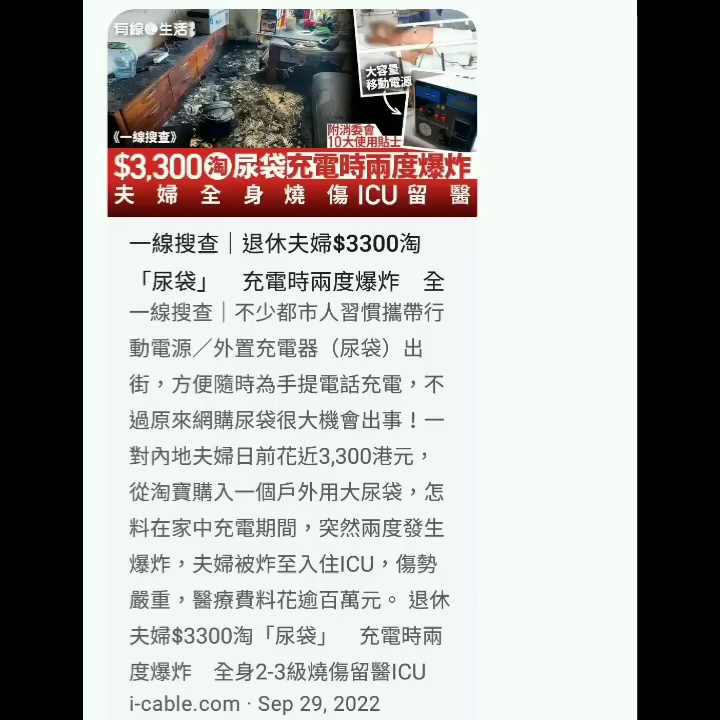 有線生活
大容量
移動電源
《一線搜查》
附消委會
10大使用貼士
$3,300淘尿袋充電時兩度爆炸
夫婦全身燒傷ICU留醫
一線搜查｜退休夫婦$3300淘
「尿袋」　充電時兩度爆炸　全
一線搜查｜不少都市人習慣攜帶行
動電源／外置充電器（尿袋）出
街，方便隨時為手提電話充電，不
過原來網購尿袋很大機會出事！一
對內地夫婦日前花近3,300港元，
從淘寶購入一個戶外用大尿袋，怎
料在家中充電期間，突然兩度發生
爆炸，夫婦被炸至入住ICU，傷勢
嚴重，醫療費料花逾百萬元。 退休
夫婦$3300淘「尿袋」　充電時兩
度爆炸　全身2-3級燒傷留醫ICU
i-cable.com · Sep 29, 2022